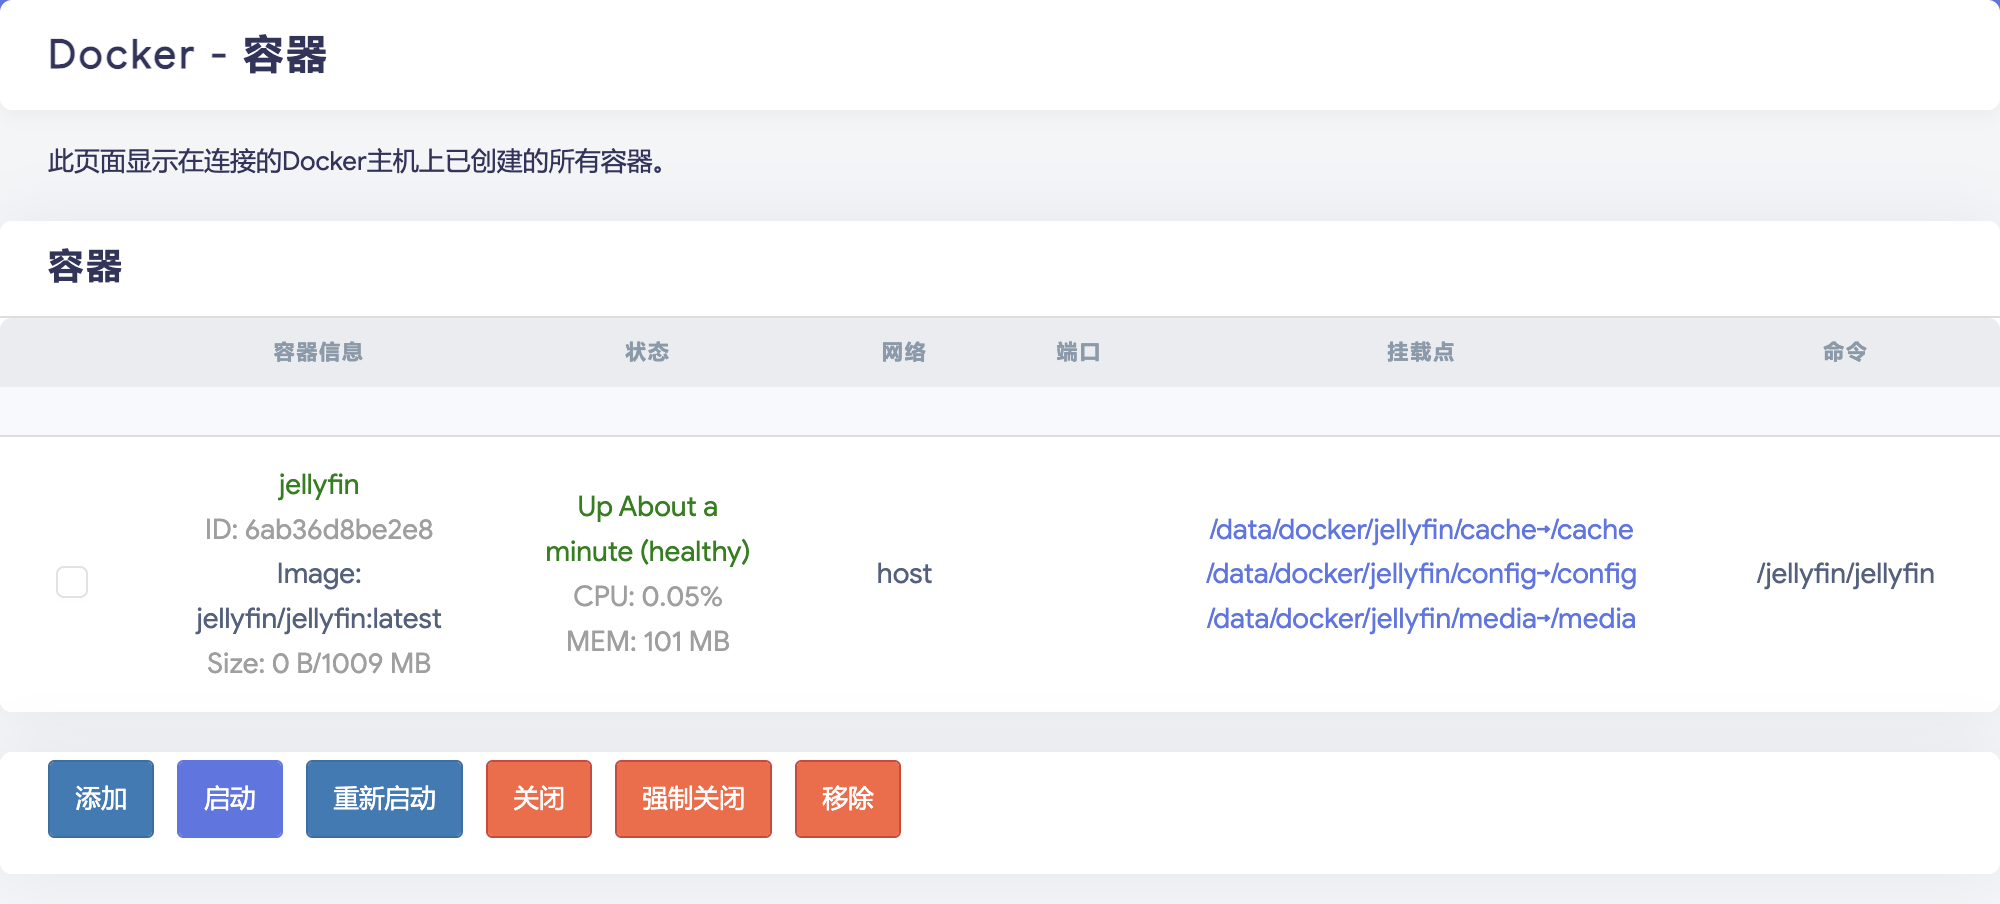 Docker - 容器
此页面显示在连接的Docker主机上已创建的所有容器。
容器
容器信息 状态 网络 端口 挂载点 命令
jellyfin
ID: 6ab36d8be2e8
Image:
jellyfin/jellyfin:latest
Size: 0 B/1009 MB
Up About a
minute (healthy)
CPU: 0.05%
MEM: 101 MB
host
/data/docker/jellyfin/cache→/cache
/data/docker/jellyfin/config→/config
/data/docker/jellyfin/media→/media
/jellyfin/jellyfin
添加 启动 重新启动 关闭 强制关闭 移除